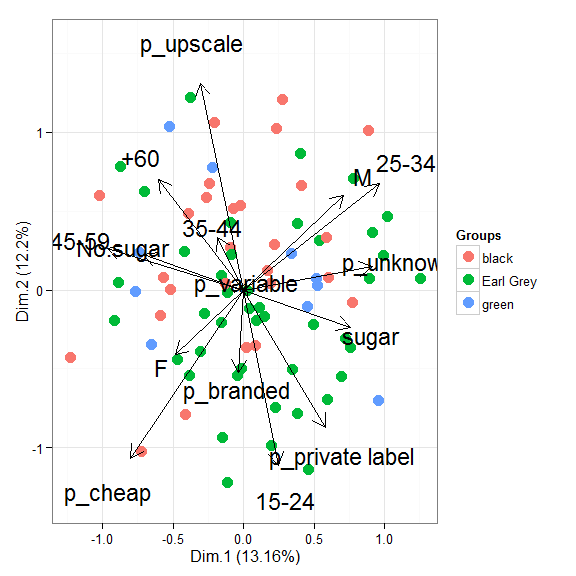 p_upscale
+60
25-34
M
35-44
45-59
No.sugar
p_unknow
p_variable
sugar
F
p_branded
p_private label
p_cheap
15-24
1
0
-1
-1.0
-0.5
0.0
0.5
1.0
Dim.1 (13.16%)
Dim.2 (12.2%)
Groups
black
Earl Grey
green